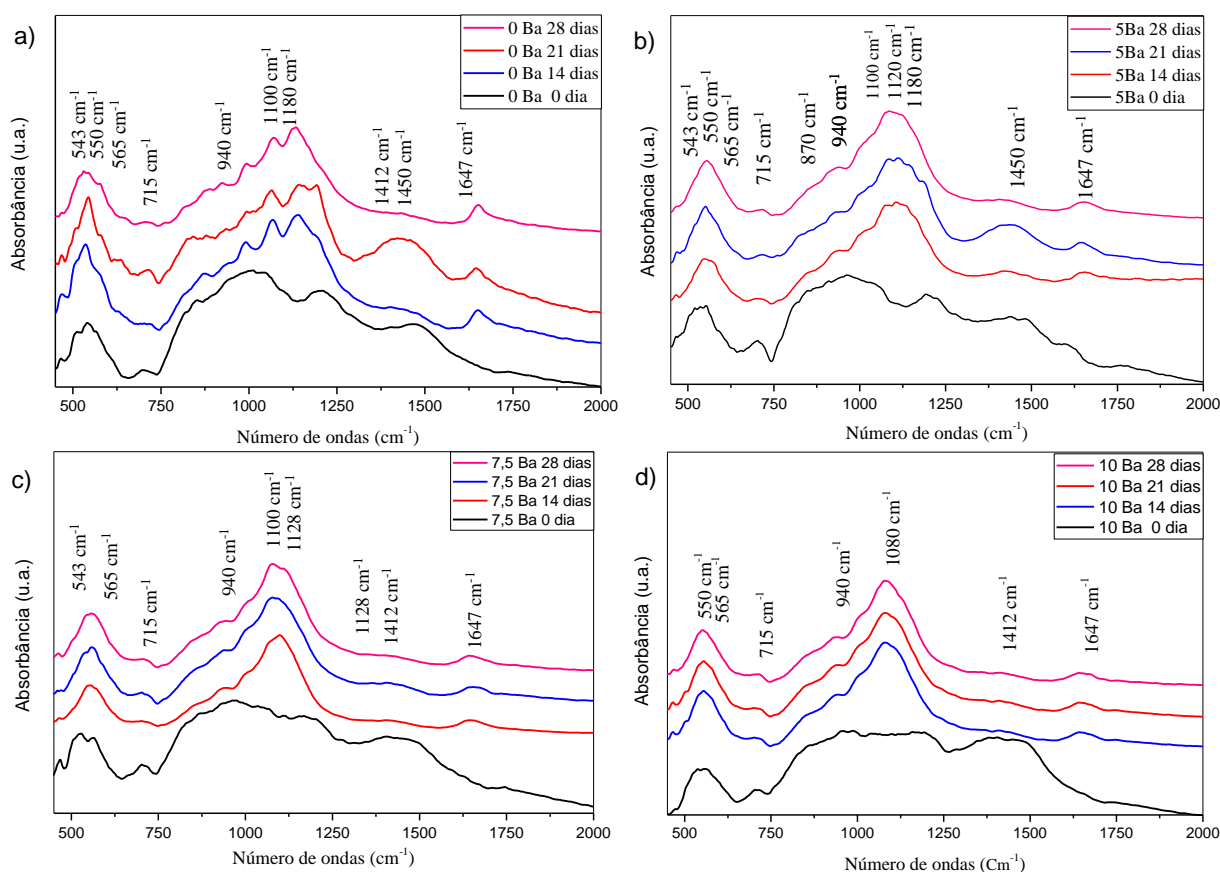 a)
0 Ba 28 dias
0 Ba 21 dias
0 Ba 14 dias
0 Ba 0 dia
543 cm-1
550 cm-1
565 cm-1
715 cm-1
940 cm-1
1100 cm-1
1180 cm-1
1412 cm-1
1450 cm-1
1647 cm-1
Absorbância (u.a.)
500 750 1000 1250 1500 1750 2000
Número de ondas (cm-1)
b)
5Ba 28 dias
5Ba 21 dias
5Ba 14 dias
5Ba 0 dia
543 cm-1
550 cm-1
565 cm-1
715 cm-1
870 cm-1
940 cm-1
1100 cm-1
1120 cm-1
1180 cm-1
1450 cm-1
1647 cm-1
Absorbância (u.a.)
500 750 1000 1250 1500 1750 2000
Número de ondas (cm-1)
c)
7,5 Ba 28 dias
7,5 Ba 21 dias
7,5 Ba 14 dias
7,5 Ba 0 dia
543 cm-1
565 cm-1
715 cm-1
940 cm-1
1100 cm-1
1128 cm-1
1128 cm-1
1412 cm-1
1647 cm-1
Absorbância (u.a.)
500 750 1000 1250 1500 1750 2000
Número de ondas (cm-1)
d)
10 Ba 28 dias
10 Ba 21 dias
10 Ba 14 dias
10 Ba 0 dia
550 cm-1
565 cm-1
715 cm-1
940 cm-1
1080 cm-1
1412 cm-1
1647 cm-1
Absorbância (u.a.)
500 750 1000 1250 1500 1750 2000
Número de ondas (Cm-1)